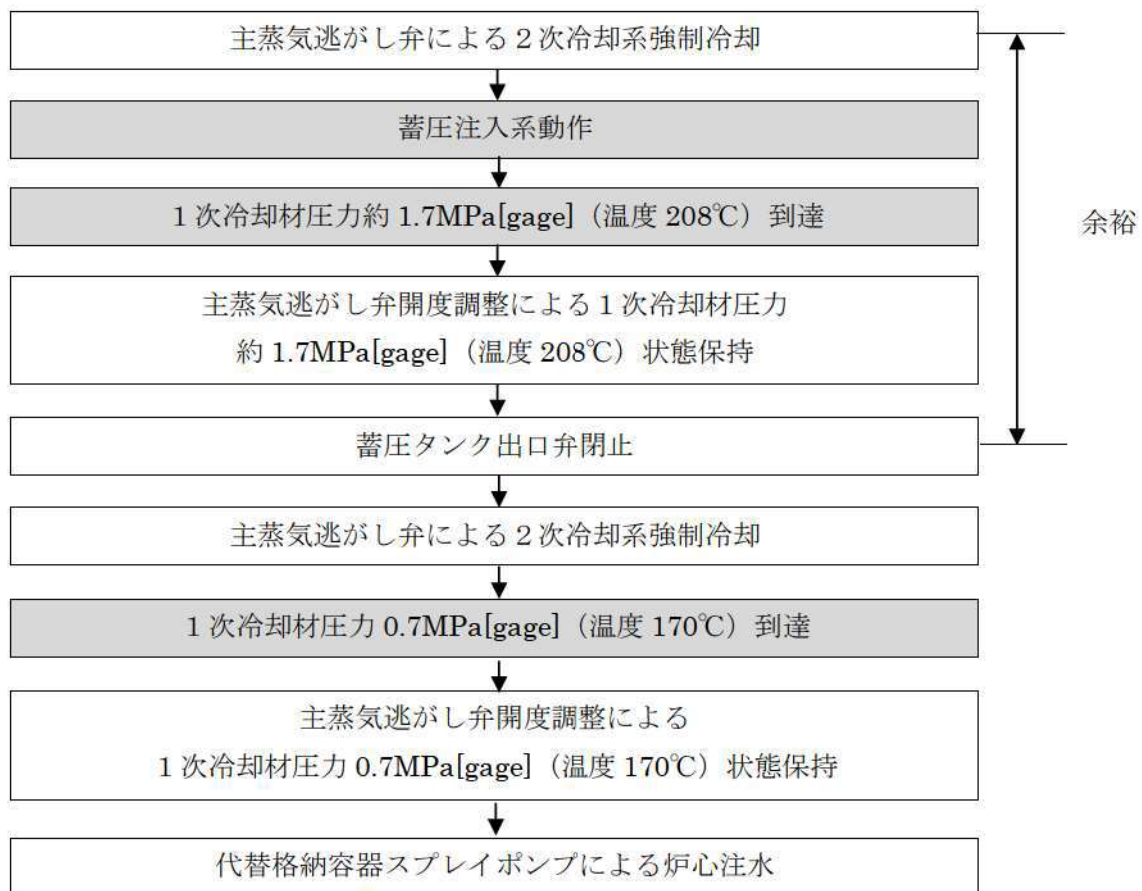 主蒸気逃がし弁による2次冷却系強制冷却
蓄圧注入系動作
1次冷却材圧力約 1.7MPa[gage]（温度 208℃）到達
余裕
主蒸気逃がし弁開度調整による1次冷却材圧力
約 1.7MPa[gage]（温度 208℃）状態保持
蓄圧タンク出口弁閉止
主蒸気逃がし弁による2次冷却系強制冷却
1次冷却材圧力 0.7MPa[gage]（温度 170℃）到達
主蒸気逃がし弁開度調整による
1次冷却材圧力 0.7MPa[gage]（温度 170℃）状態保持
代替格納容器スプレイポンプによる炉心注水